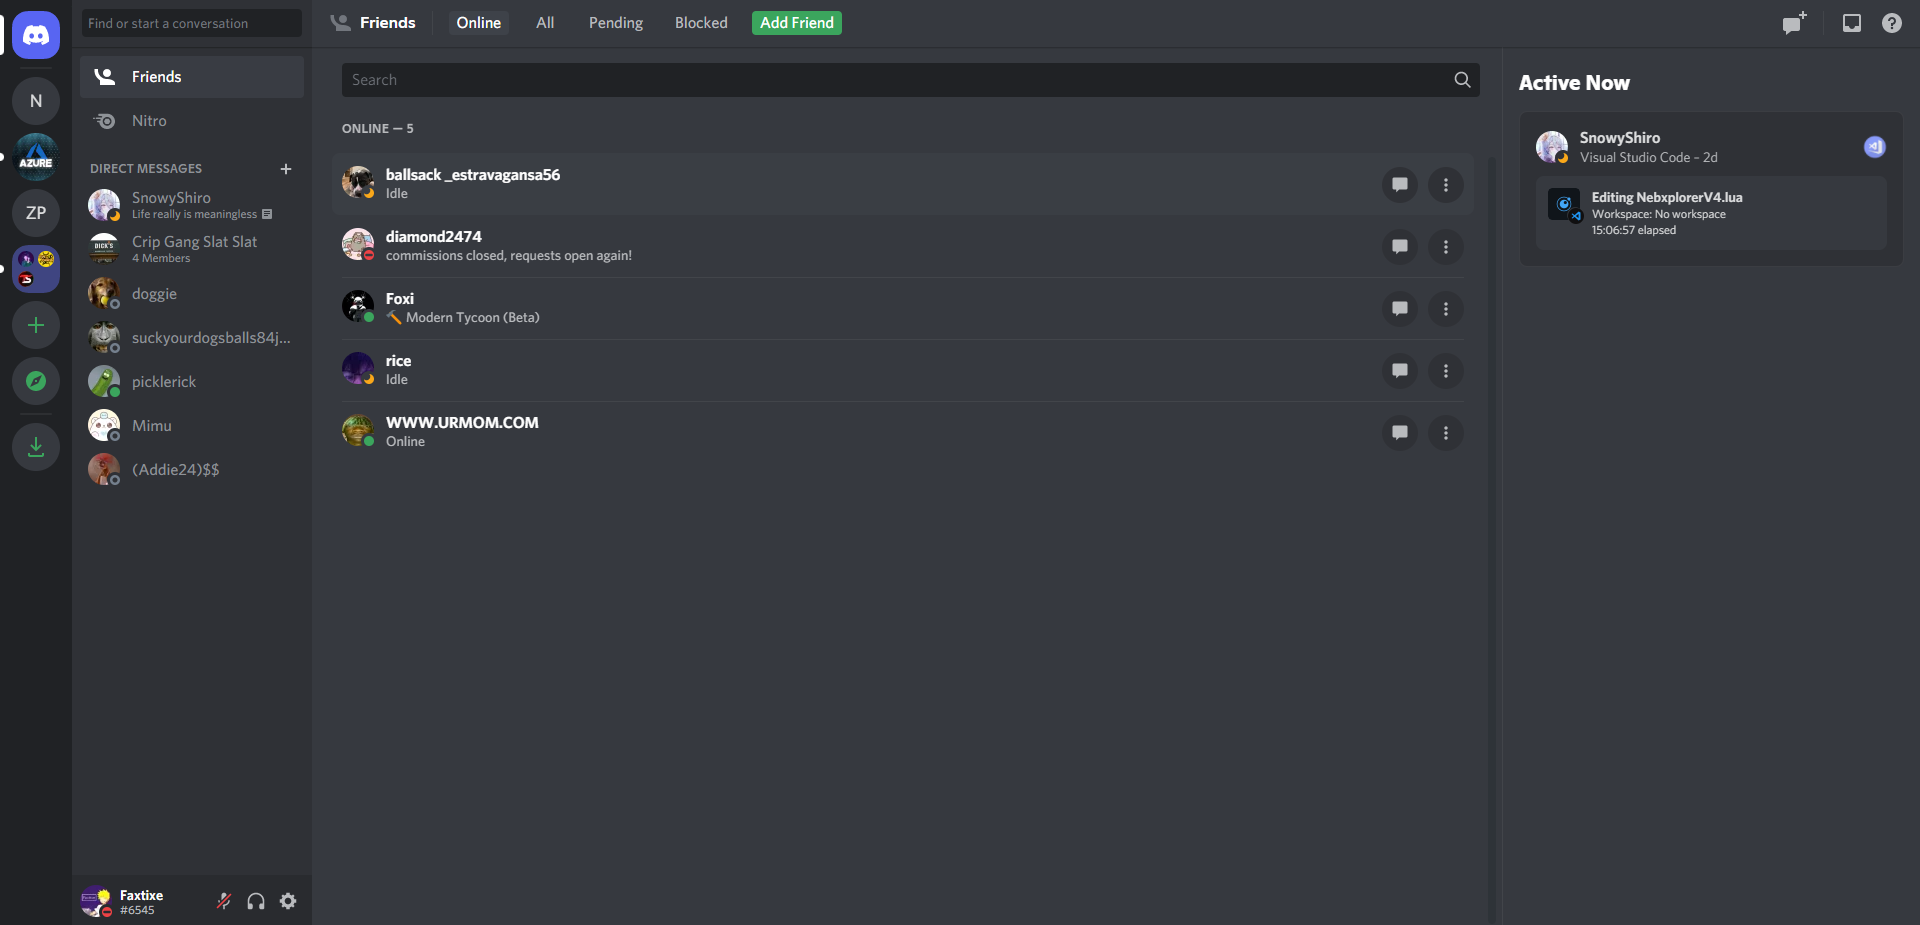 Find or start a conversation
Friends
Online
All
Pending
Blocked
Add Friend
N
AZURE
ZP
Friends
Nitro
DIRECT MESSAGES
SnowyShiro
Life really is meaningless
Crip Gang Slat Slat
4 Members
DICK'S
doggie
suckyourdogsballs84j...
picklerick
Mimu
(Addie24)$$
Faxtixe
#6545
Search
ONLINE — 5
ballsack _estravagansa56
Idle
diamond2474
commissions closed, requests open again!
Foxi
Modern Tycoon (Beta)
rice
Idle
WWW.URMOM.COM
Online
Active Now
SnowyShiro
Visual Studio Code – 2d
Editing NebxplorerV4.lua
Workspace: No workspace
15:06:57 elapsed